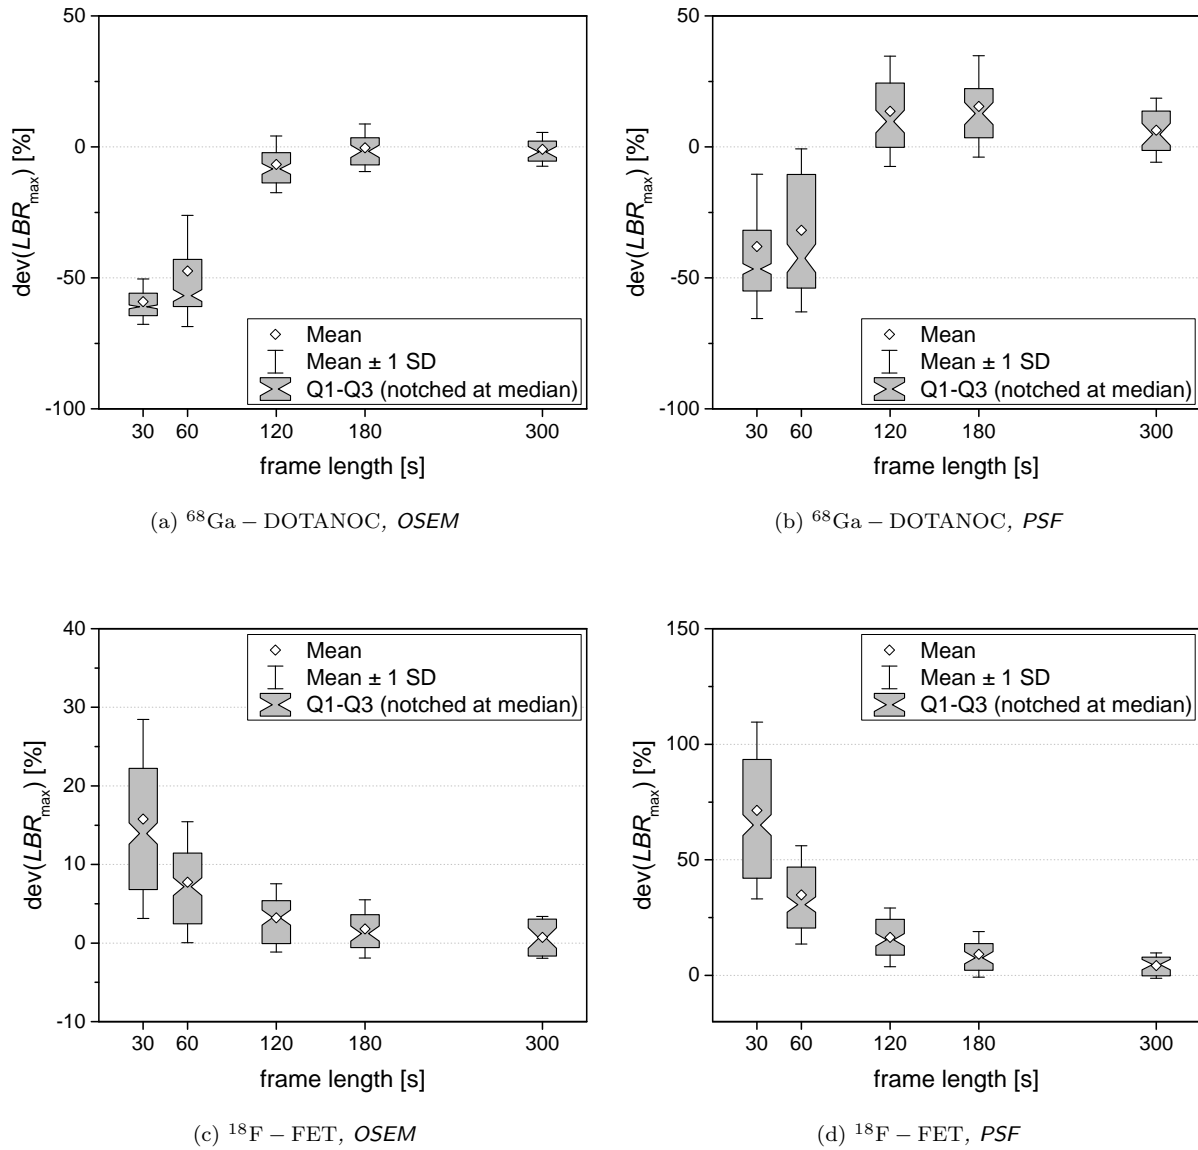 50
0
-50
-100
dev(LBRmax) [%]
Mean
Mean ± 1 SD
Q1-Q3 (notched at median)
30 60 120 180 300
frame length [s]
(a) 68Ga – DOTANOC, OSEM
50
0
-50
-100
dev(LBRmax) [%]
Mean
Mean ± 1 SD
Q1-Q3 (notched at median)
30 60 120 180 300
frame length [s]
(b) 68Ga – DOTANOC, PSF
40
30
20
10
0
-10
dev(LBRmax) [%]
Mean
Mean ± 1 SD
Q1-Q3 (notched at median)
30 60 120 180 300
frame length [s]
(c) 18F – FET, OSEM
150
100
50
0
dev(LBRmax) [%]
Mean
Mean ± 1 SD
Q1-Q3 (notched at median)
30 60 120 180 300
frame length [s]
(d) 18F – FET, PSF